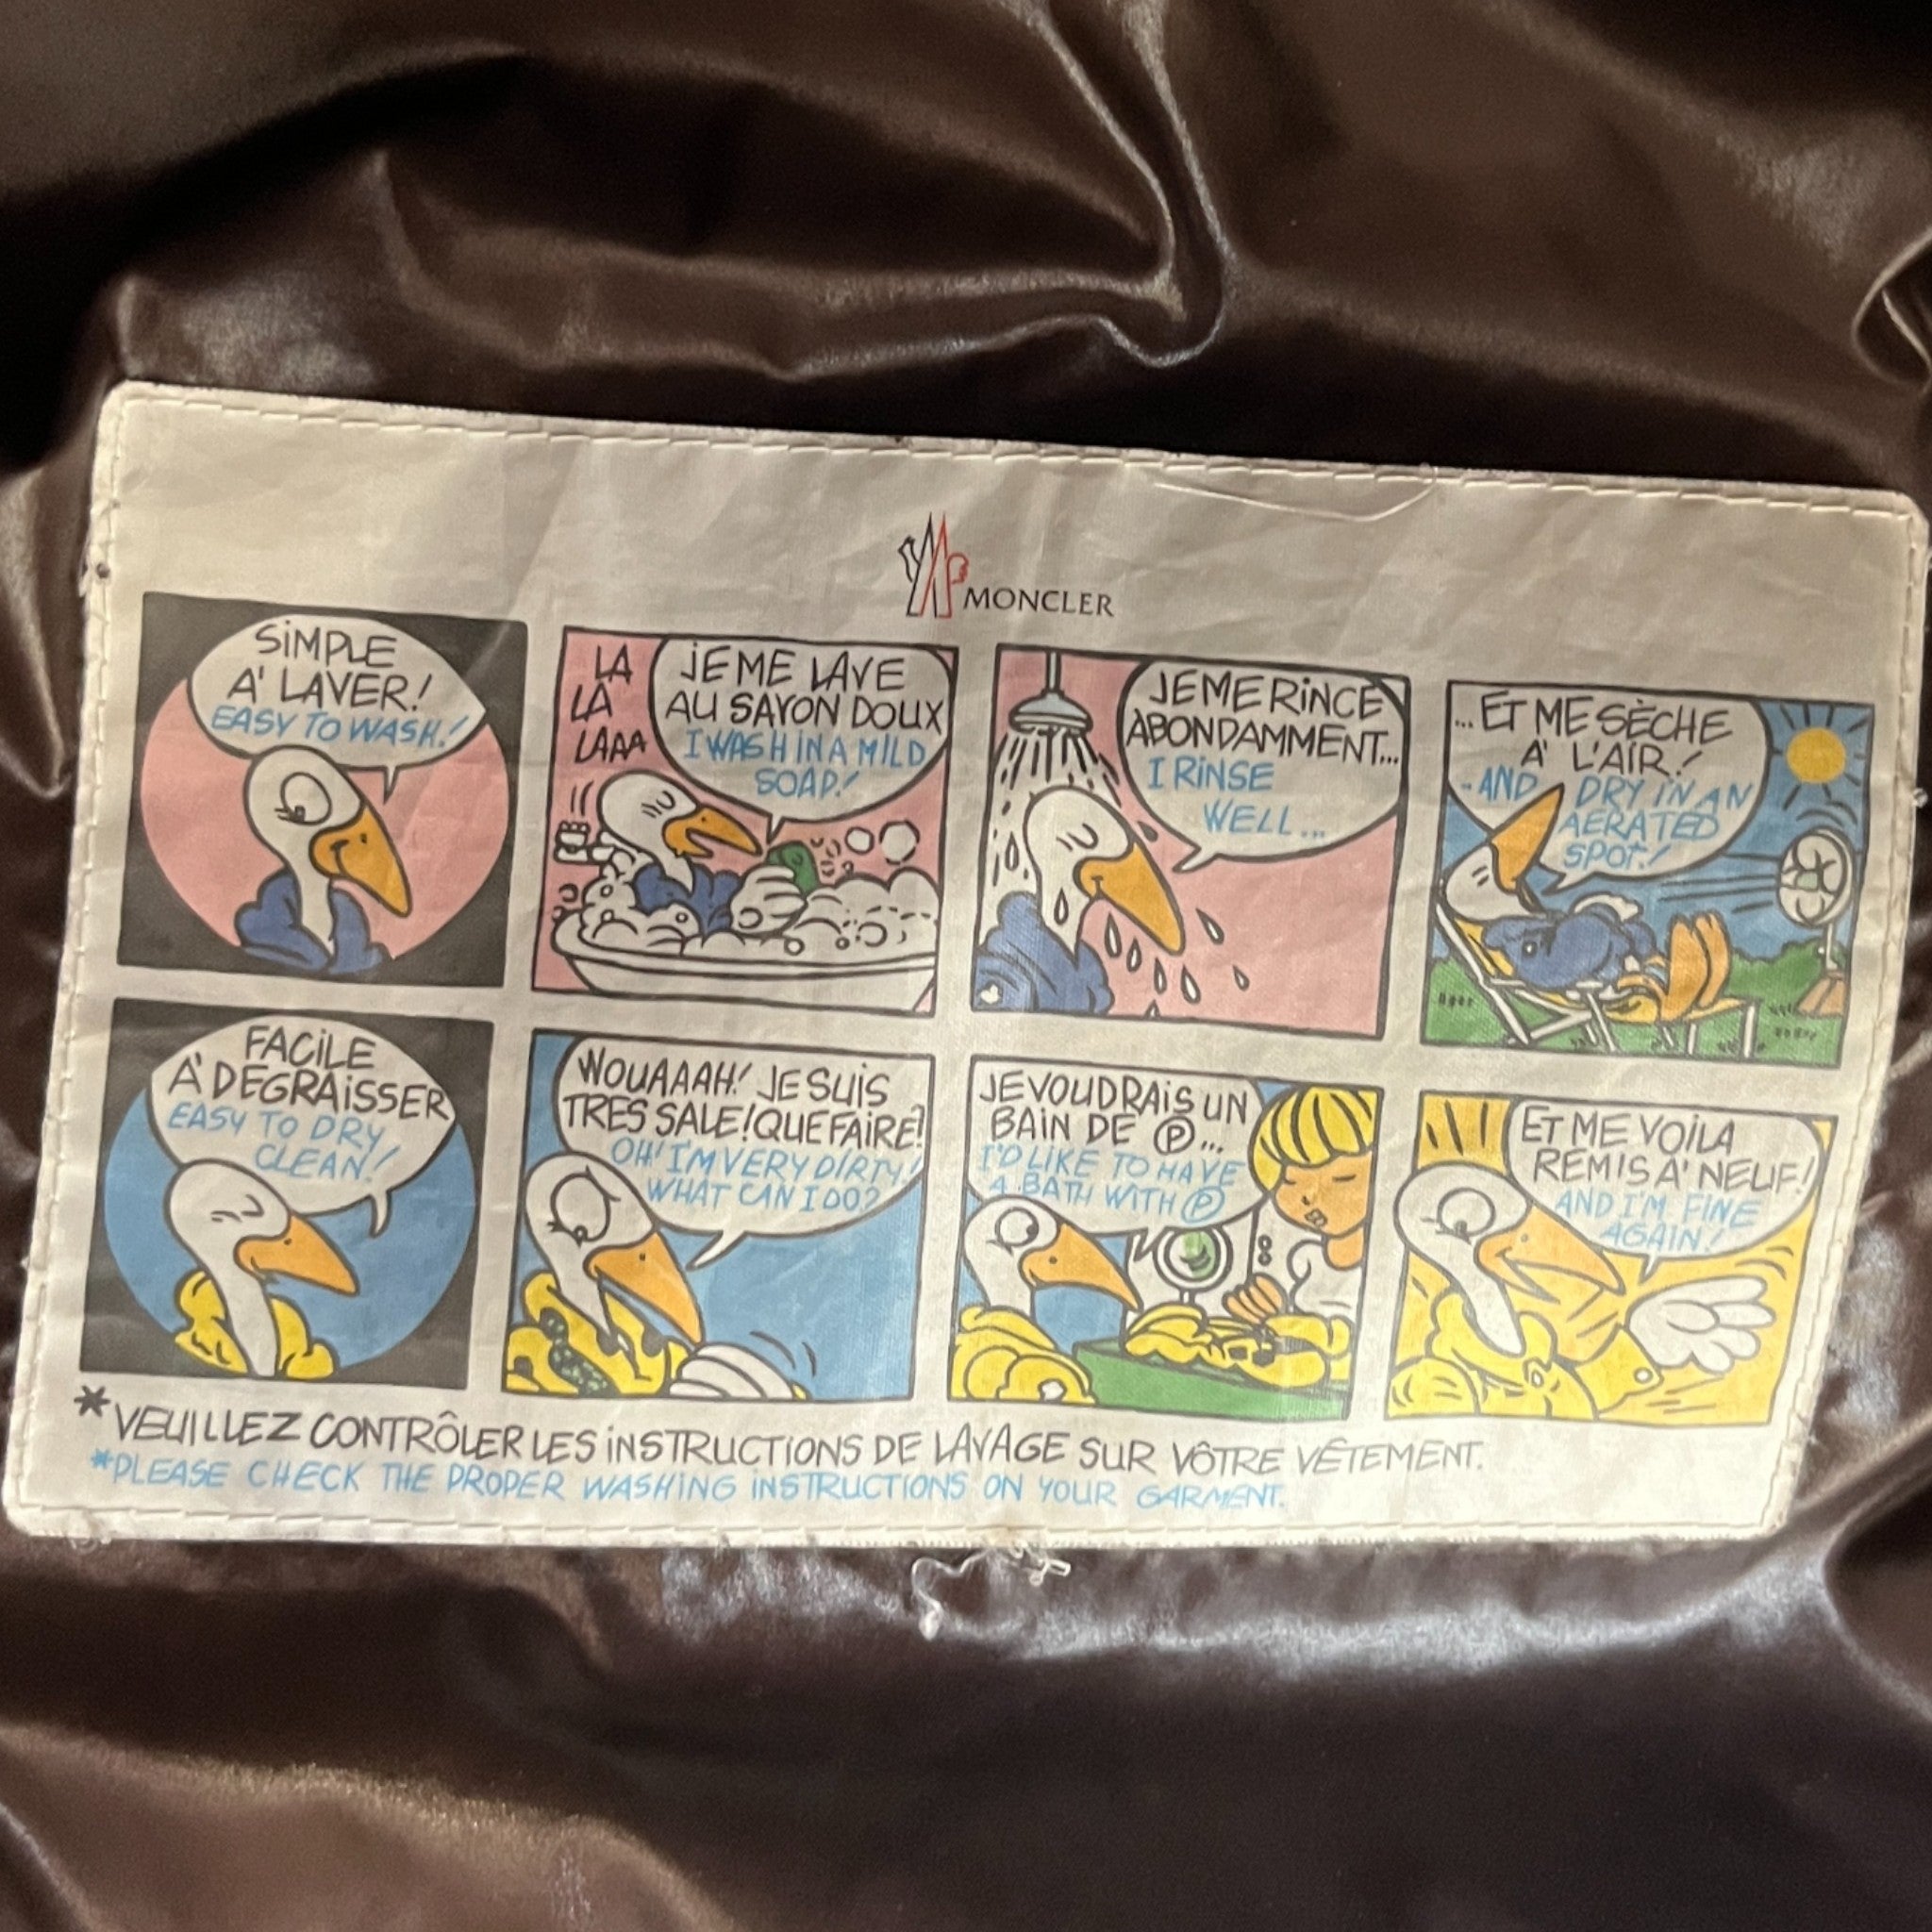 MONCLER
SiMPLE
A' LAVER!
EASY TO WASH!
LA
LÀ
LAAA
JE ME LAVE
AU SAVON DOUX
I WASH IN A MILD
SOAP!
JE ME RiNCE
ABONDAMMENT...
I RiNSE
WELL...
...ET ME SÈCHE
A' L'AIR!
..AND DRY IN AN
AERATED
SPOT!
FACiLE
A' DEGRAiSSER
EASY TO DRY
CLEAN!
WOUAAAH! JE SUiS
TRES SALE! QUE FAiRE?
OH! I'M VERY DIRTY!
WHAT CAN I DO?
JE VOUDRAiS UN
BAiN DE Ⓟ...
I'D LIKE TO HAVE
A BATH WITH Ⓟ
ET ME VOiLA
REMiS A' NEUF!
AND I'M FINE
AGAIN!
*VEUILLEZ CONTRÔLER LES iNSTRUCTiONS DE LAVAGE SUR VÔTRE VÊTEMENT.
*PLEASE CHECK THE PROPER WASHING iNSTRUCTIONS ON YOUR GARMENT.